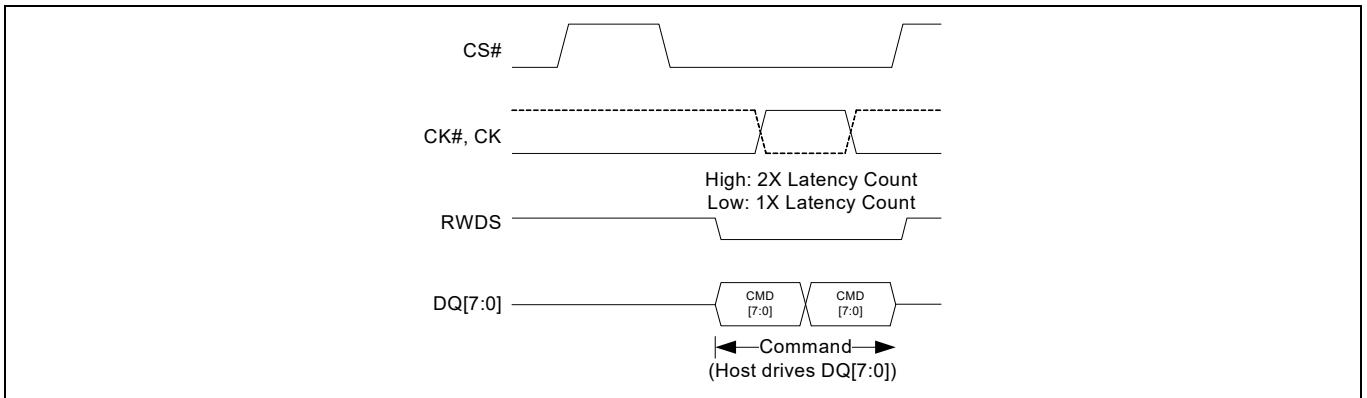 CS#
CK#, CK
High: 2X Latency Count
Low: 1X Latency Count
RWDS
DQ[7:0]
CMD
[7:0]
CMD
[7:0]
Command
(Host drives DQ[7:0])